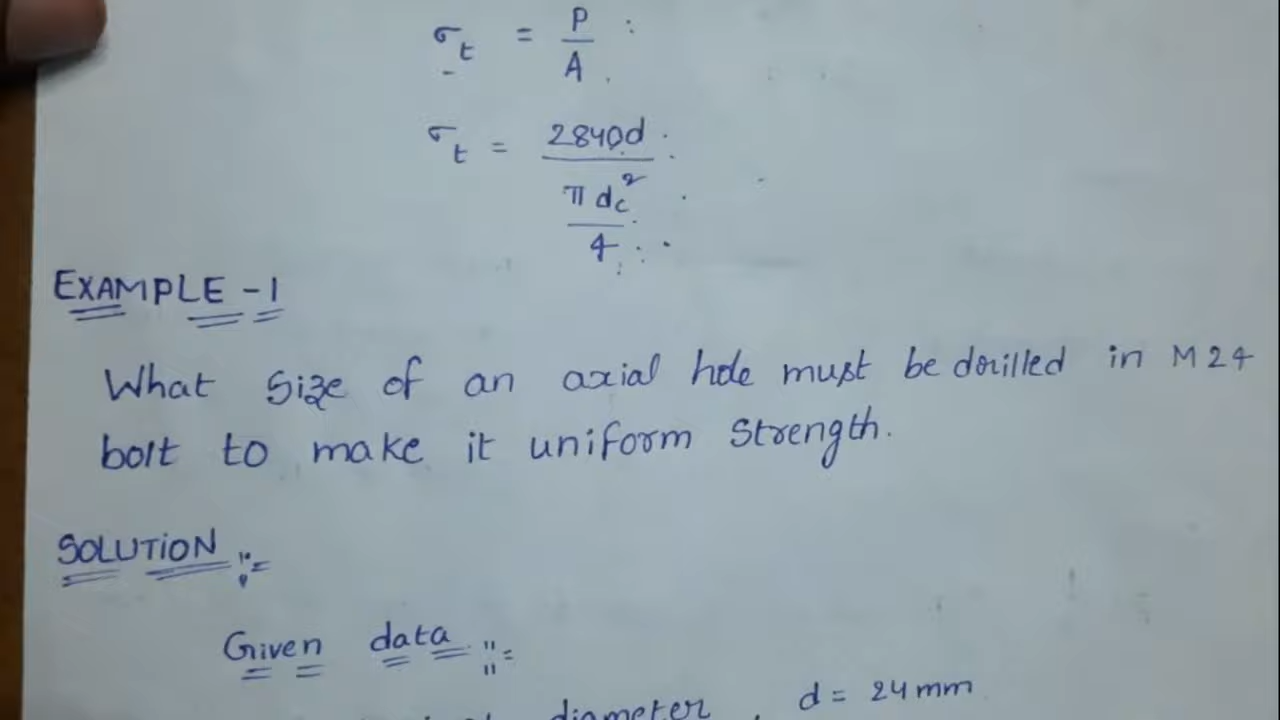 σt = P/A
σt = 2840d / (π dc² / 4)
EXAMPLE - 1
What Size of an axial hole must be drilled in M24
bolt to make it uniform Strength.
SOLUTION :-
Given data :-
diameter, d = 24 mm